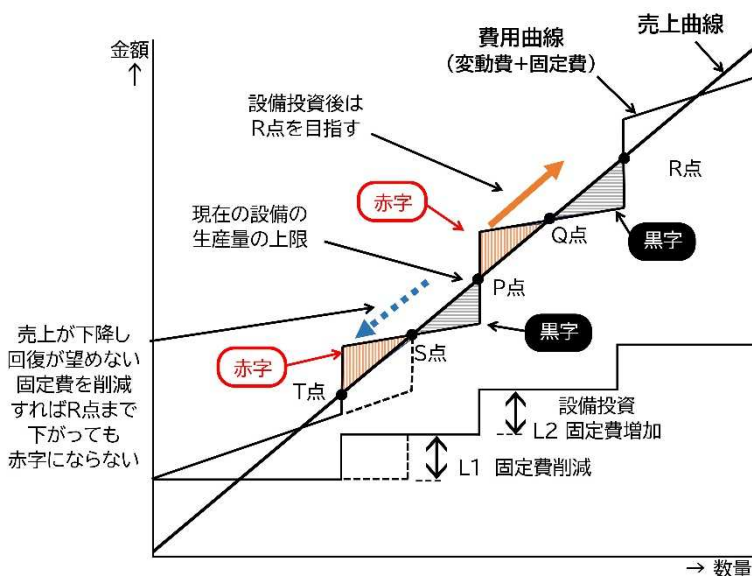 金額
↑
費用曲線
（変動費+固定費）
売上曲線
設備投資後は
R点を目指す
赤字
R点
現在の設備の
生産量の上限
Q点
黒字
P点
黒字
売上が下降し
回復が望めない
固定費を削減
すればR点まで
下がっても
赤字にならない
赤字
S点
T点
設備投資
L2 固定費増加
L1 固定費削減
→ 数量